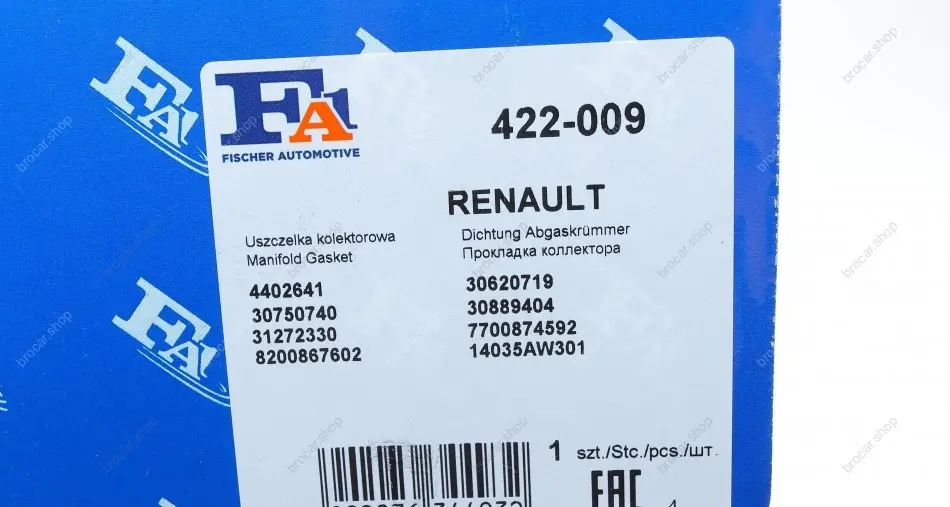 FA1
FISCHER AUTOMOTIVE
422-009
RENAULT
Uszczelka kolektorowa
Manifold Gasket
Dichtung Abgaskrümmer
Прокладка коллектора
4402641
30750740
31272330
8200867602
30620719
30889404
7700874592
14035AW301
1 szt./Stc./pcs./шт.
EAC
brocar.shop